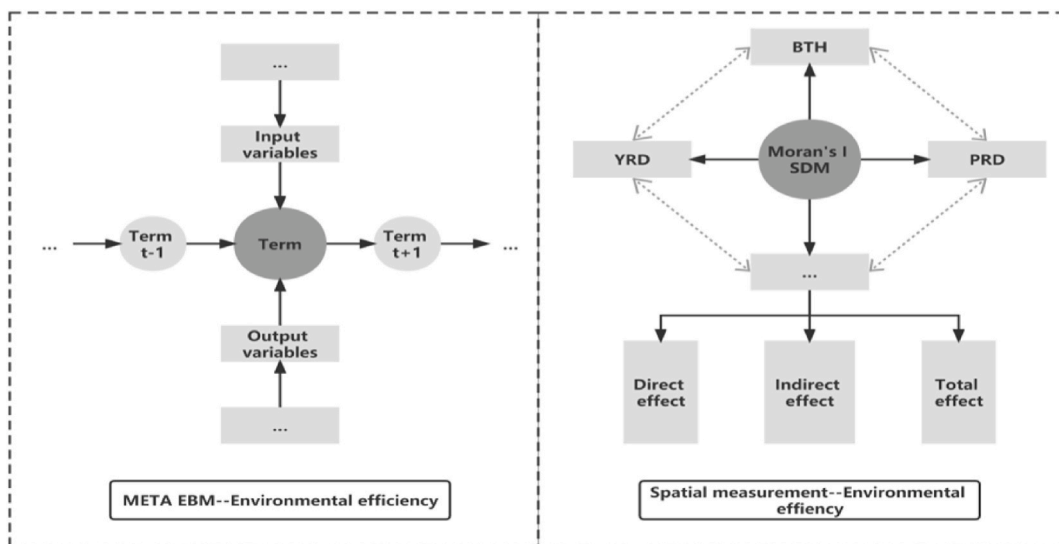 ...
Input
variables
...
Term
t-1
Term
Term
t+1
...
Output
variables
...
META EBM--Environmental efficiency
BTH
YRD
Moran's I
SDM
PRD
...
Direct
effect
Indirect
effect
Total
effect
Spatial measurement--Environmental
effiency